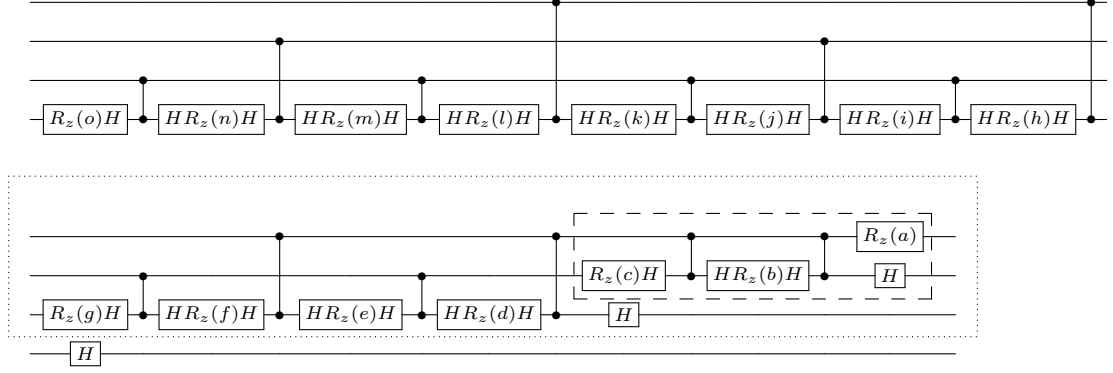 R_z(o)H HR_z(n)H HR_z(m)H HR_z(l)H HR_z(k)H HR_z(j)H HR_z(i)H HR_z(h)H
R_z(a)
R_z(c)H HR_z(b)H H
R_z(g)H HR_z(f)H HR_z(e)H HR_z(d)H H
H